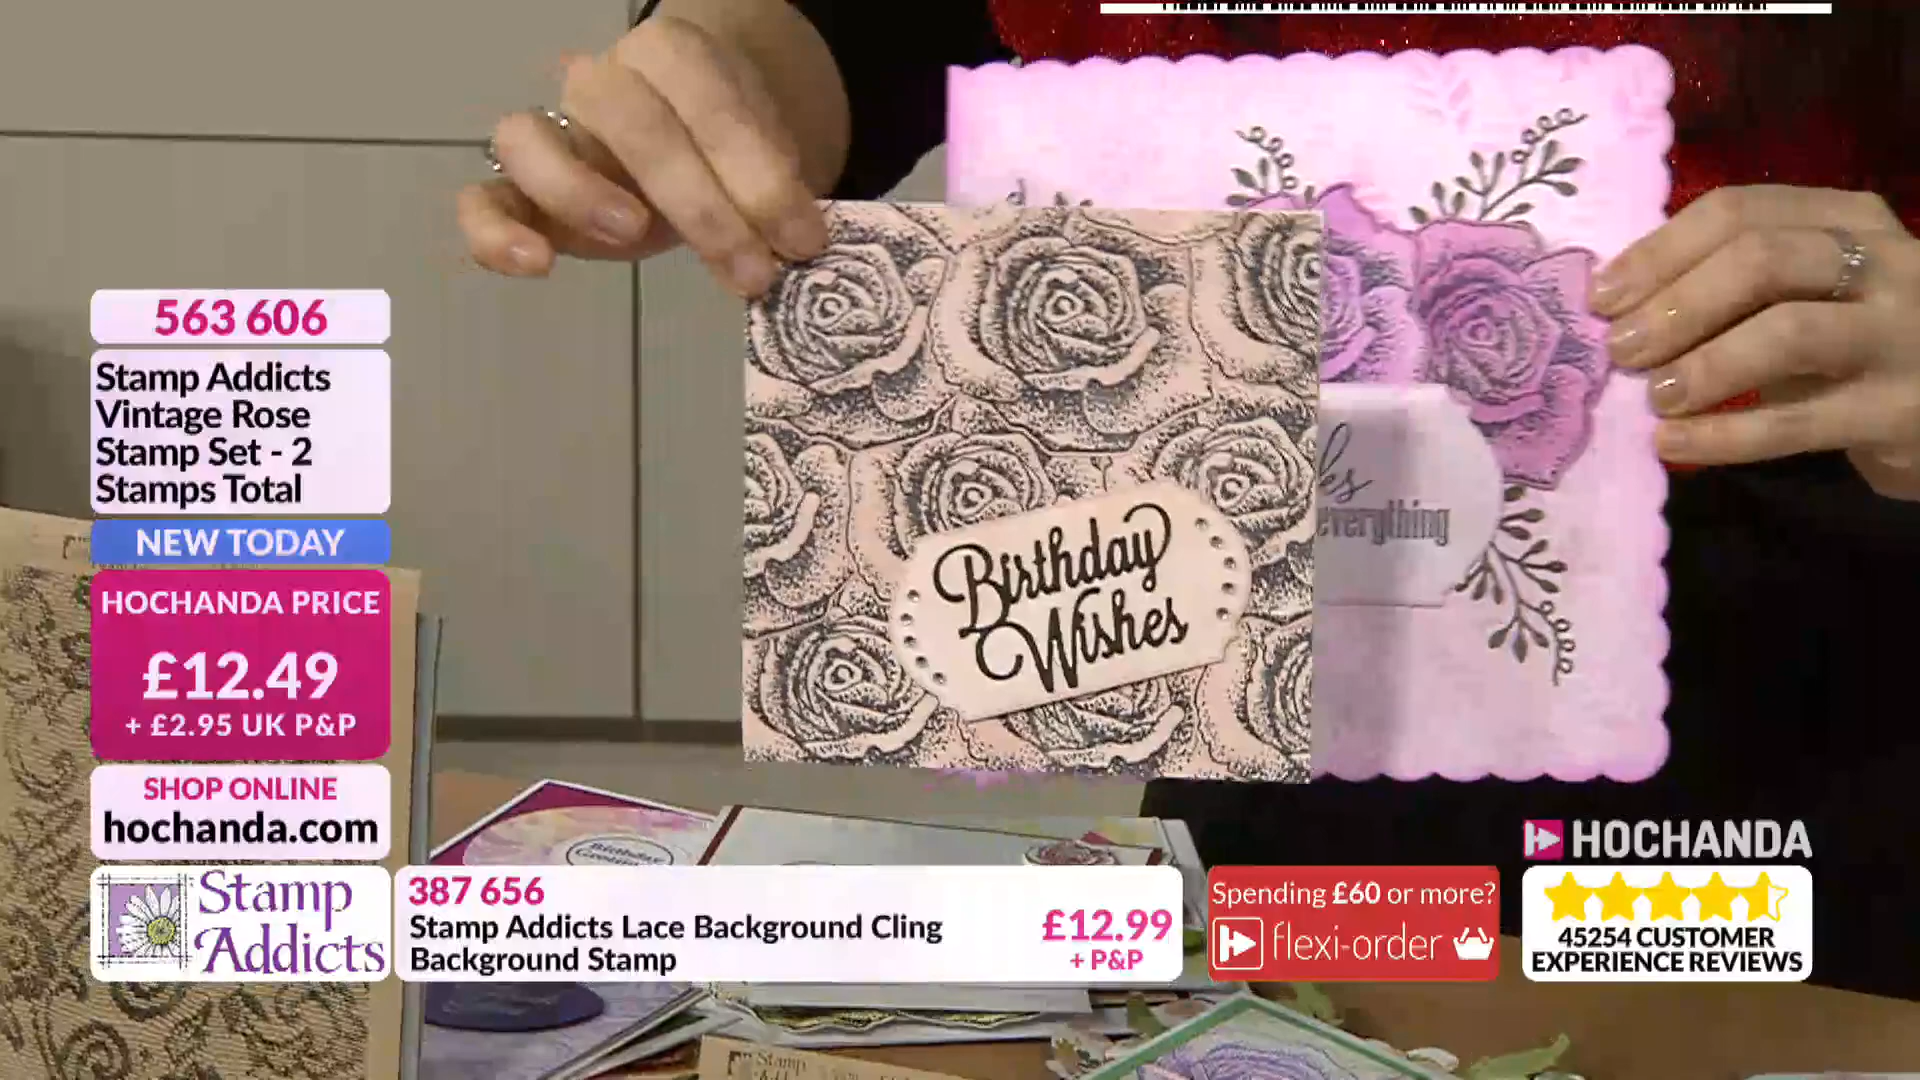 563 606
Stamp Addicts
Vintage Rose
Stamp Set - 2
Stamps Total
NEW TODAY
HOCHANDA PRICE
£12.49
+ £2.95 UK P&P
SHOP ONLINE
hochanda.com
Stamp
Addicts
387 656
Stamp Addicts Lace Background Cling
Background Stamp
£12.99
+ P&P
Spending £60 or more?
flexi-order
HOCHANDA
45254 CUSTOMER
EXPERIENCE REVIEWS
Birthday
Wishes
everything
Birthday
Stamp